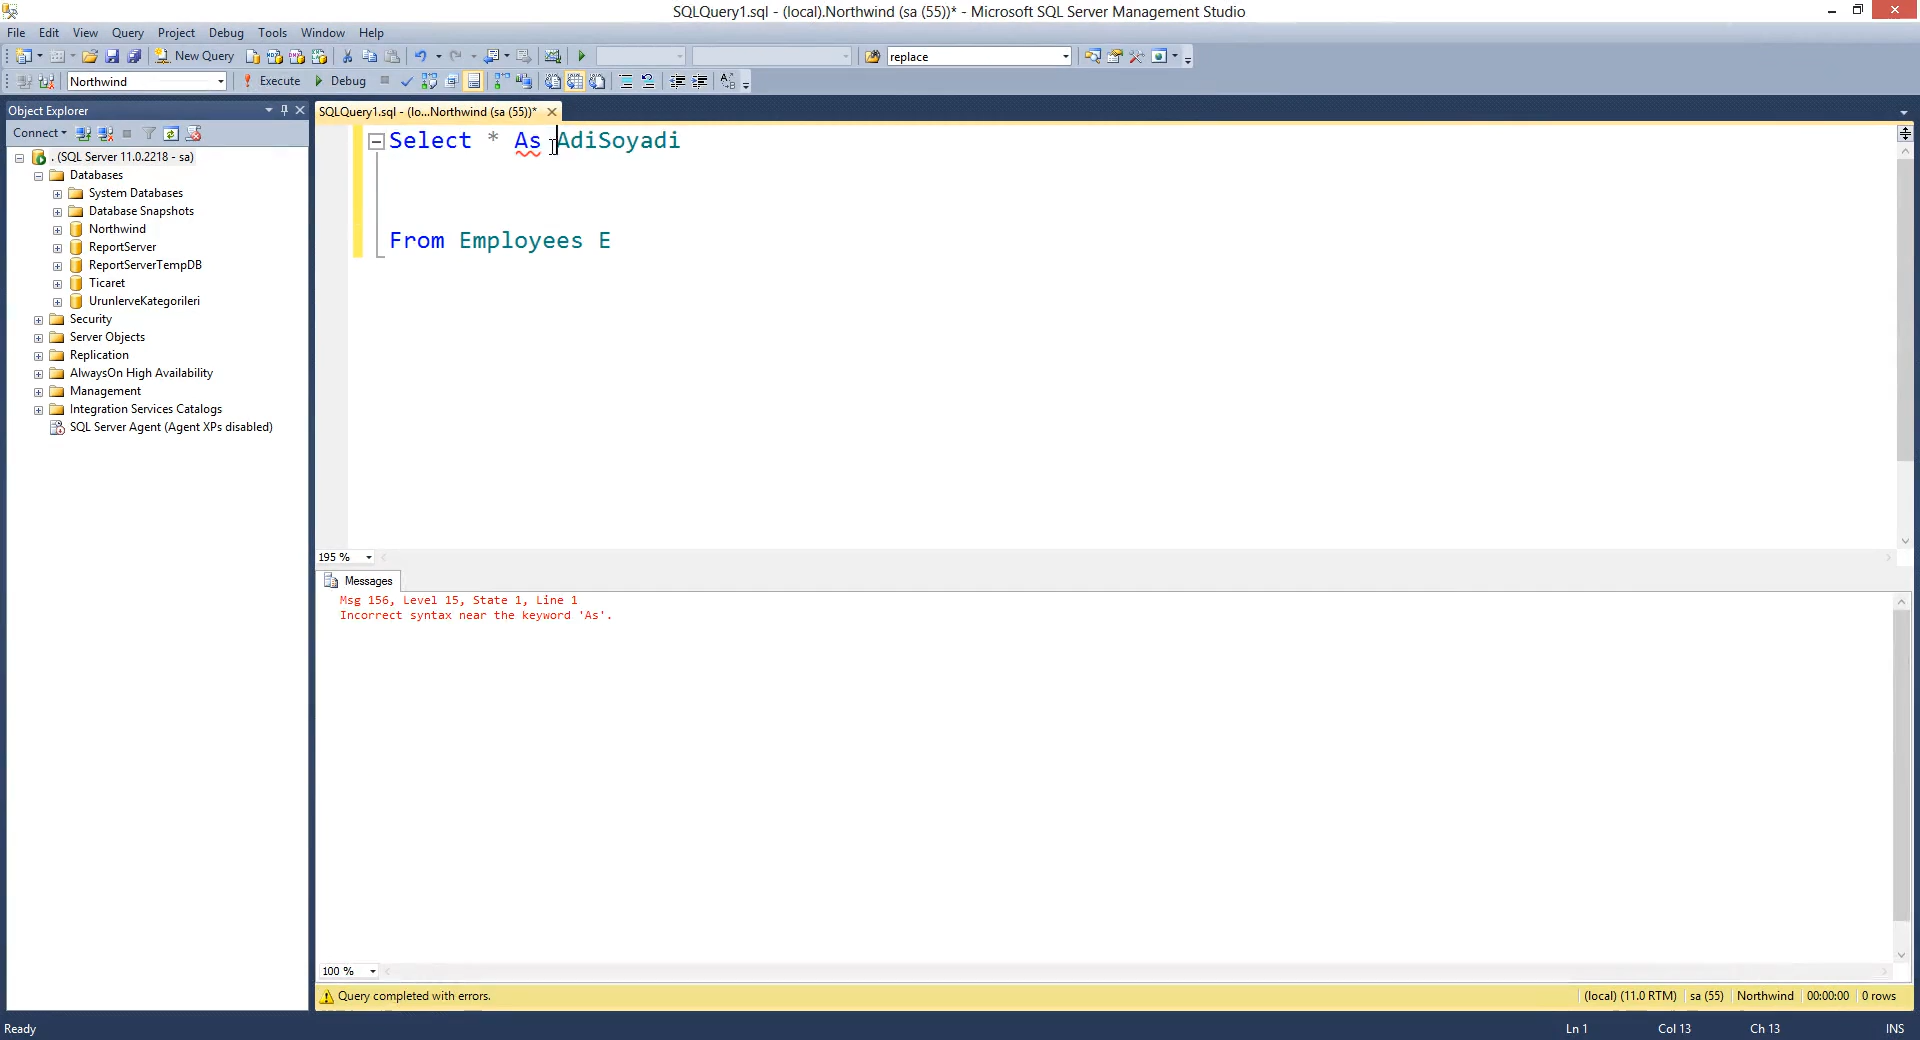 SQLQuery1.sql - (local).Northwind (sa (55))* - Microsoft SQL Server Management Studio
File Edit View Query Project Debug Tools Window Help
New Query replace
Northwind Execute Debug
Object Explorer
SQLQuery1.sql - (lo...Northwind (sa (55))*
Connect
. (SQL Server 11.0.2218 - sa)
Databases
System Databases
Database Snapshots
Northwind
ReportServer
ReportServerTempDB
Ticaret
UrunlerveKategorileri
Security
Server Objects
Replication
AlwaysOn High Availability
Management
Integration Services Catalogs
SQL Server Agent (Agent XPs disabled)
Select * As AdiSoyadi
From Employees E
195 %
Messages
Msg 156, Level 15, State 1, Line 1
Incorrect syntax near the keyword 'As'.
100 %
Query completed with errors. (local) (11.0 RTM) sa (55) Northwind 00:00:00 0 rows
Ready Ln 1 Col 13 Ch 13 INS